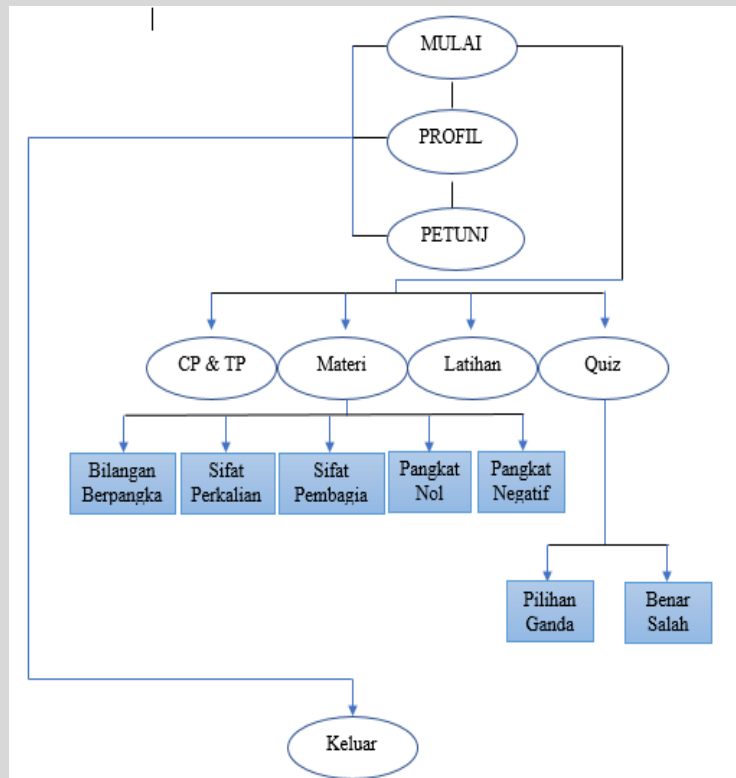 MULAI
PROFIL
PETUNJ
CP & TP
Materi
Latihan
Quiz
Bilangan
Berpangka
Sifat
Perkalian
Sifat
Pembagia
Pangkat
Nol
Pangkat
Negatif
Pilihan
Ganda
Benar
Salah
Keluar